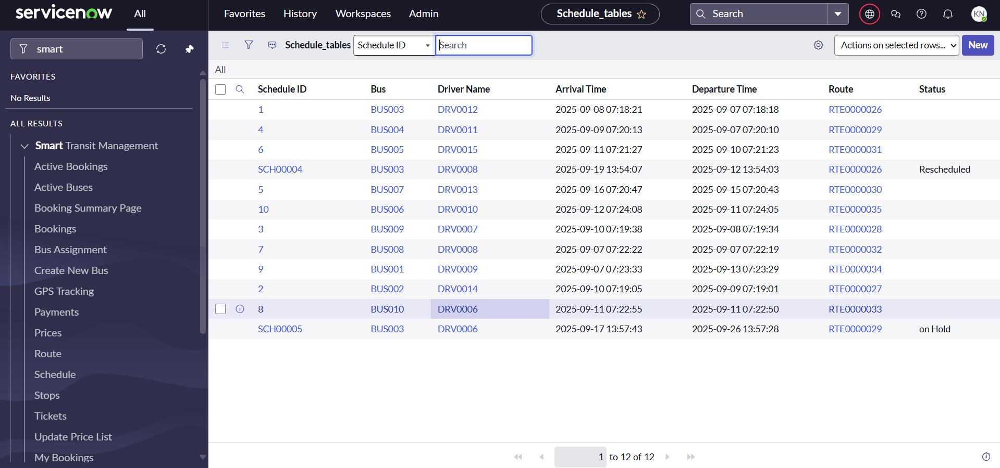 servicenow All Favorites History Workspaces Admin Schedule_tables Search KN
smart
FAVORITES
No Results
ALL RESULTS
Smart Transit Management
Active Bookings
Active Buses
Booking Summary Page
Bookings
Bus Assignment
Create New Bus
GPS Tracking
Payments
Prices
Route
Schedule
Stops
Tickets
Update Price List
My Bookings
Schedule_tables Schedule ID Search Actions on selected rows... New
All
Schedule ID Bus Driver Name Arrival Time Departure Time Route Status
1 BUS003 DRV0012 2025-09-08 07:18:21 2025-09-07 07:18:18 RTE0000026
4 BUS004 DRV0011 2025-09-09 07:20:13 2025-09-07 07:20:10 RTE0000029
6 BUS005 DRV0015 2025-09-11 07:21:27 2025-09-10 07:21:23 RTE0000031
SCH00004 BUS003 DRV0008 2025-09-19 13:54:07 2025-09-12 13:54:03 RTE0000026 Rescheduled
5 BUS007 DRV0013 2025-09-16 07:20:47 2025-09-15 07:20:43 RTE0000030
10 BUS006 DRV0010 2025-09-12 07:24:08 2025-09-11 07:24:05 RTE0000035
3 BUS009 DRV0007 2025-09-10 07:19:38 2025-09-08 07:19:34 RTE0000028
7 BUS008 DRV0008 2025-09-07 07:22:22 2025-09-07 07:22:19 RTE0000032
9 BUS001 DRV0009 2025-09-07 07:23:33 2025-09-13 07:23:29 RTE0000034
2 BUS002 DRV0014 2025-09-10 07:19:05 2025-09-09 07:19:01 RTE0000027
8 BUS010 DRV0006 2025-09-11 07:22:55 2025-09-11 07:22:50 RTE0000033
SCH00005 BUS003 DRV0006 2025-09-17 13:57:43 2025-09-26 13:57:28 RTE0000029 on Hold
1 to 12 of 12